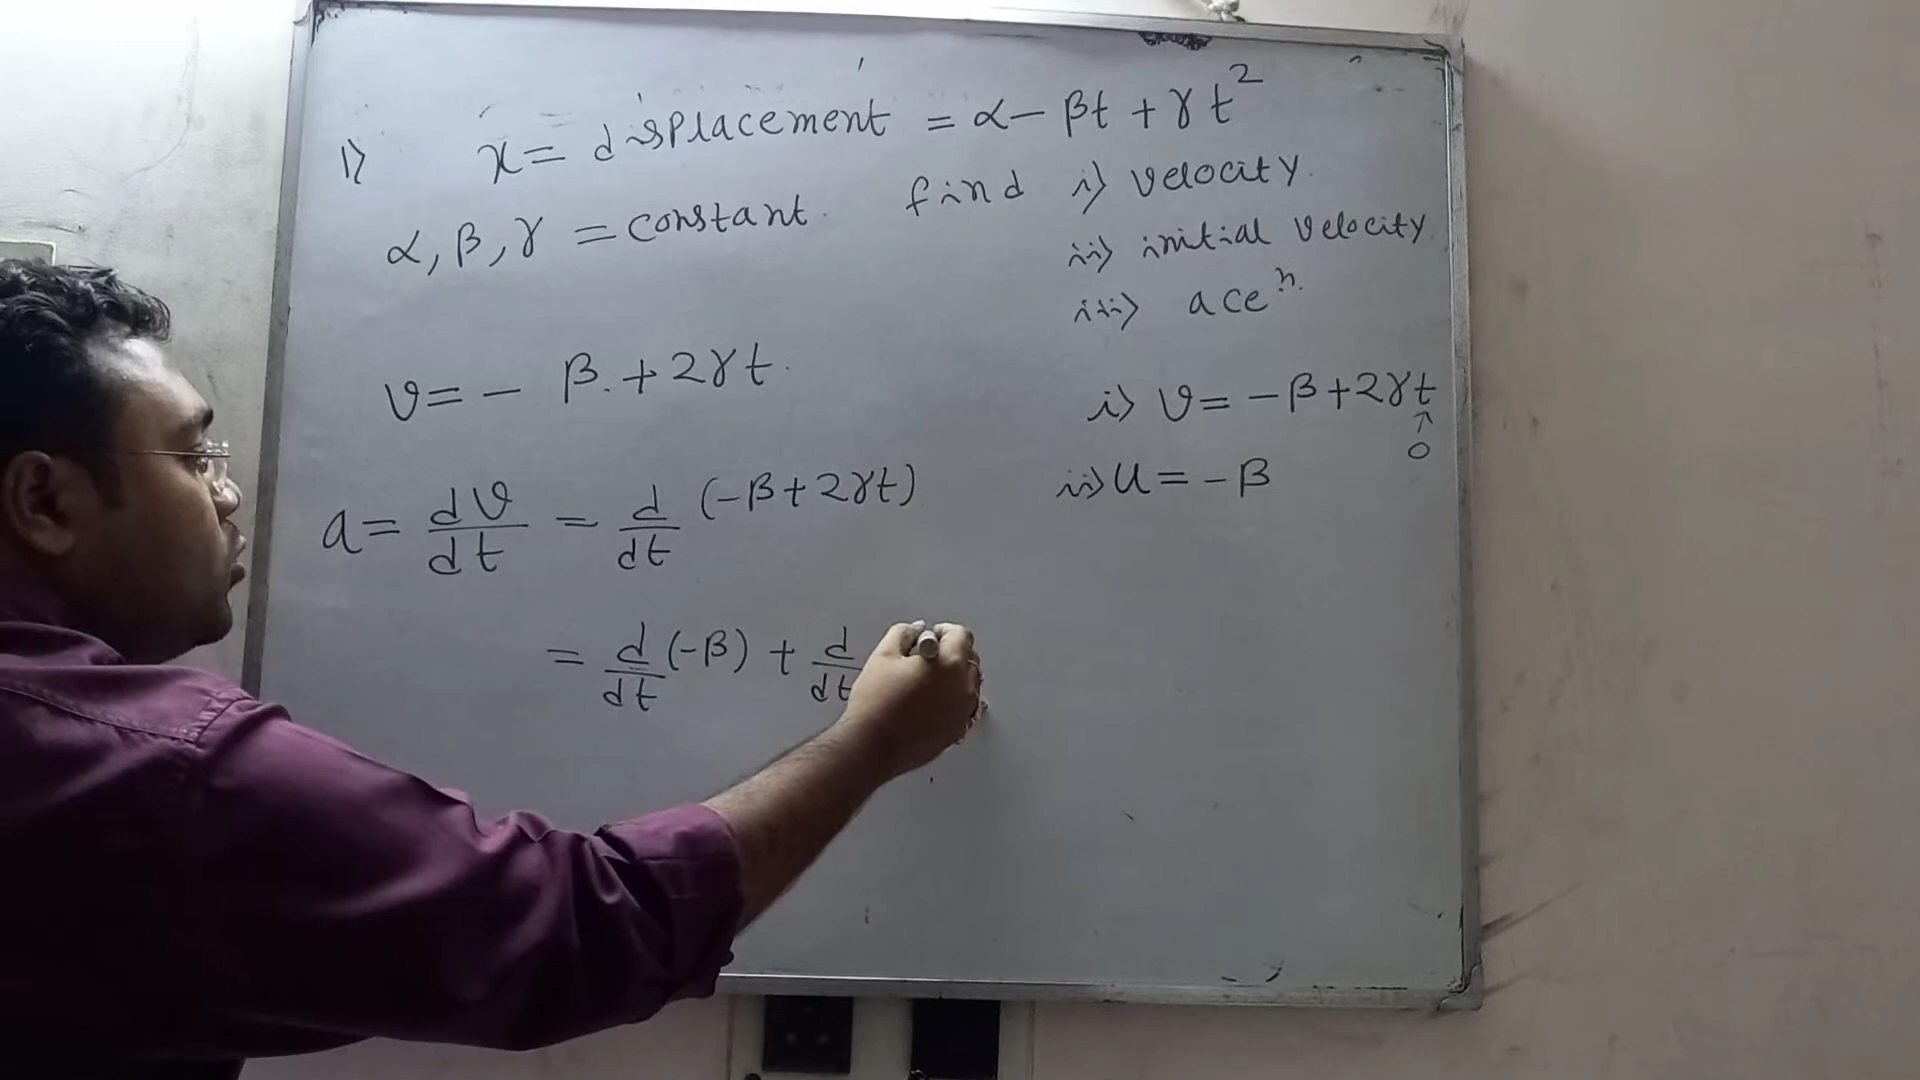 1) x = displacement = α - βt + γt²
α, β, γ = constant. find i) velocity.
ii) initial velocity.
iii) aceⁿ.
v = - β. + 2γt.
a = dv/dt = d/dt (-β + 2γt)
= d/dt (-β) + d/dt
i) v = -β + 2γt
↑
0
ii) u = -β